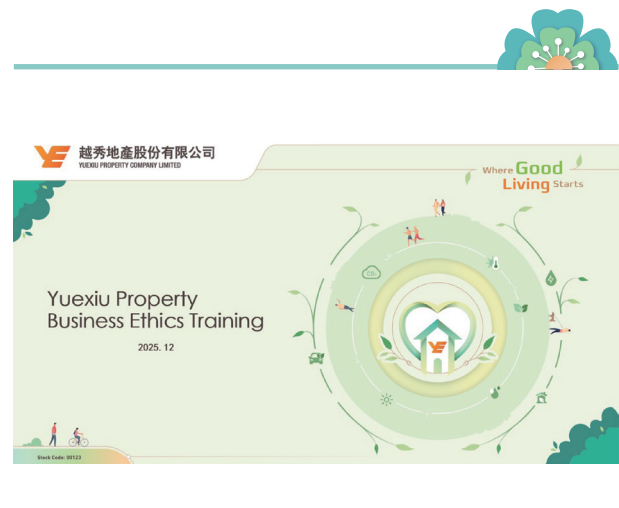 越秀地產股份有限公司
YUEXIU PROPERTY COMPANY LIMITED
Where Good
Living Starts
CO₂
Yuexiu Property
Business Ethics Training
2025. 12
Stock Code: 00123